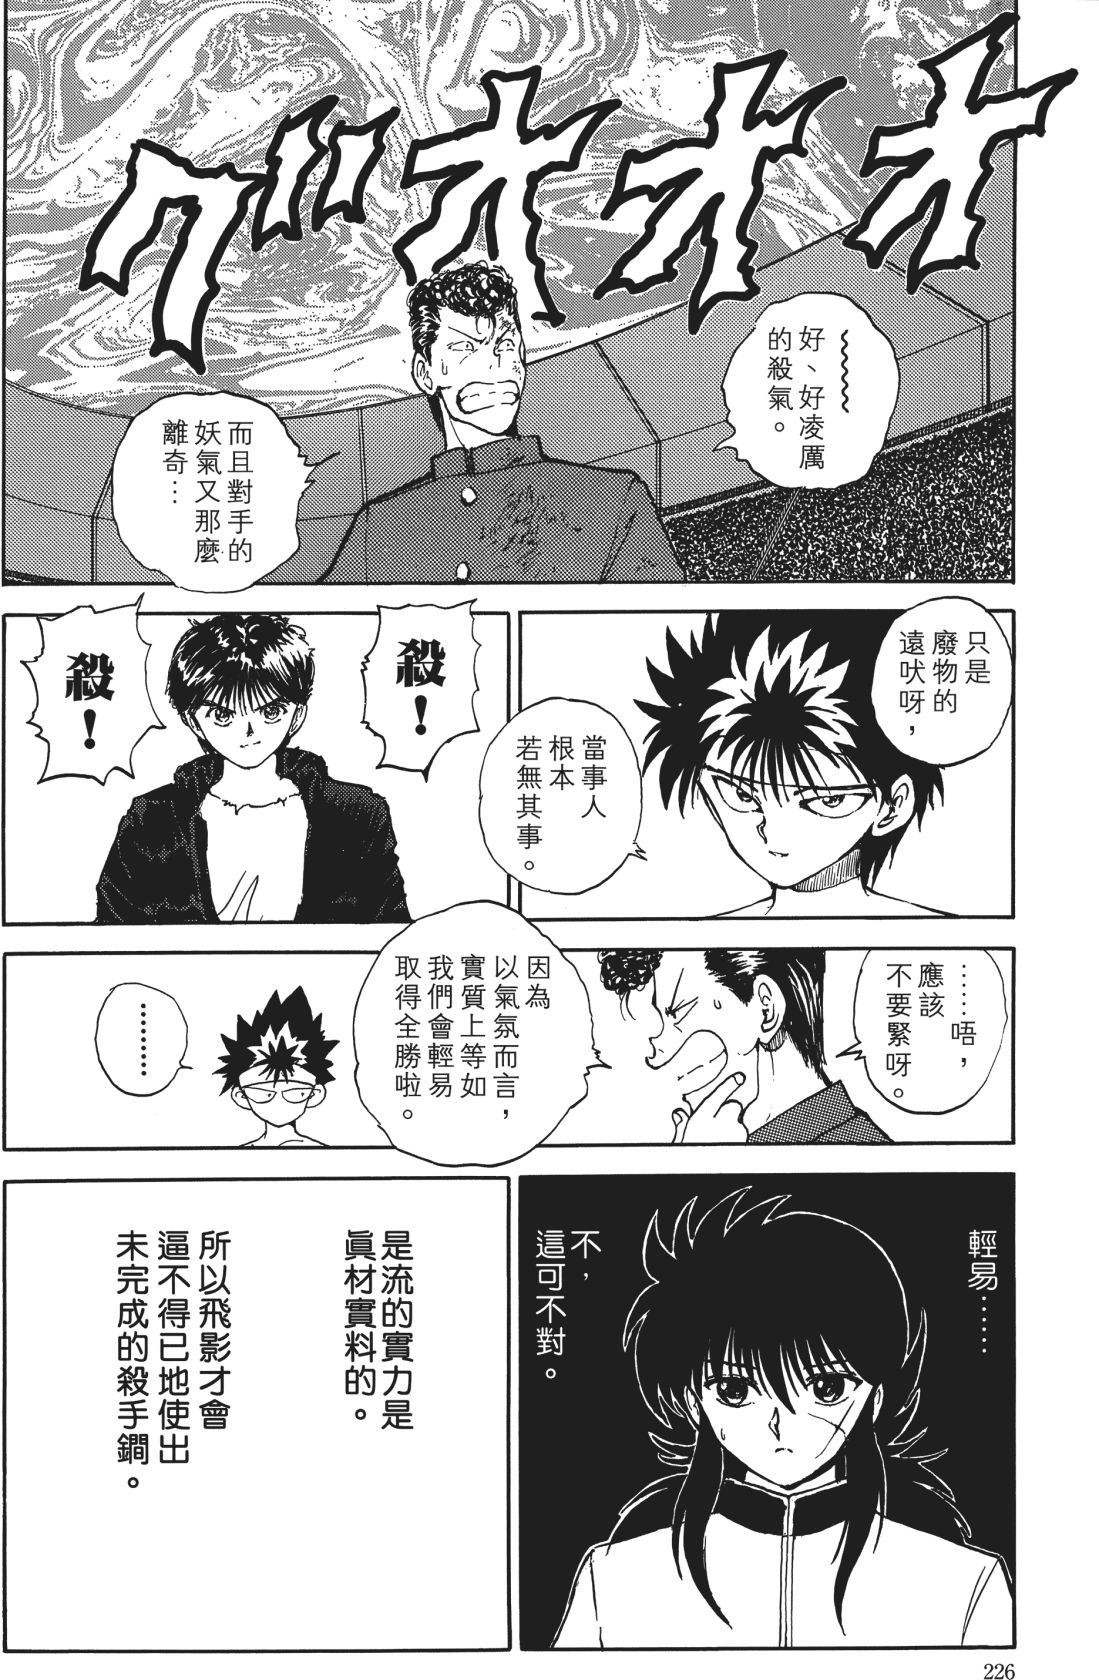 グオオオ
好、好凌厲
的殺氣。
而且對手的
妖氣又那麼
離奇…
只是
廢物的
遠吠呀，
當事人
根本
若無其事。
殺！
殺！
……唔，
應該
不要緊呀。
因為
以氣氛而言，
實質上等如
我們會輕易
取得全勝啦。
………
輕易……
不，
這可不對。
是流的實力是
眞材實料的。
所以飛影才會
逼不得已地使出
未完成的殺手鐧。
226